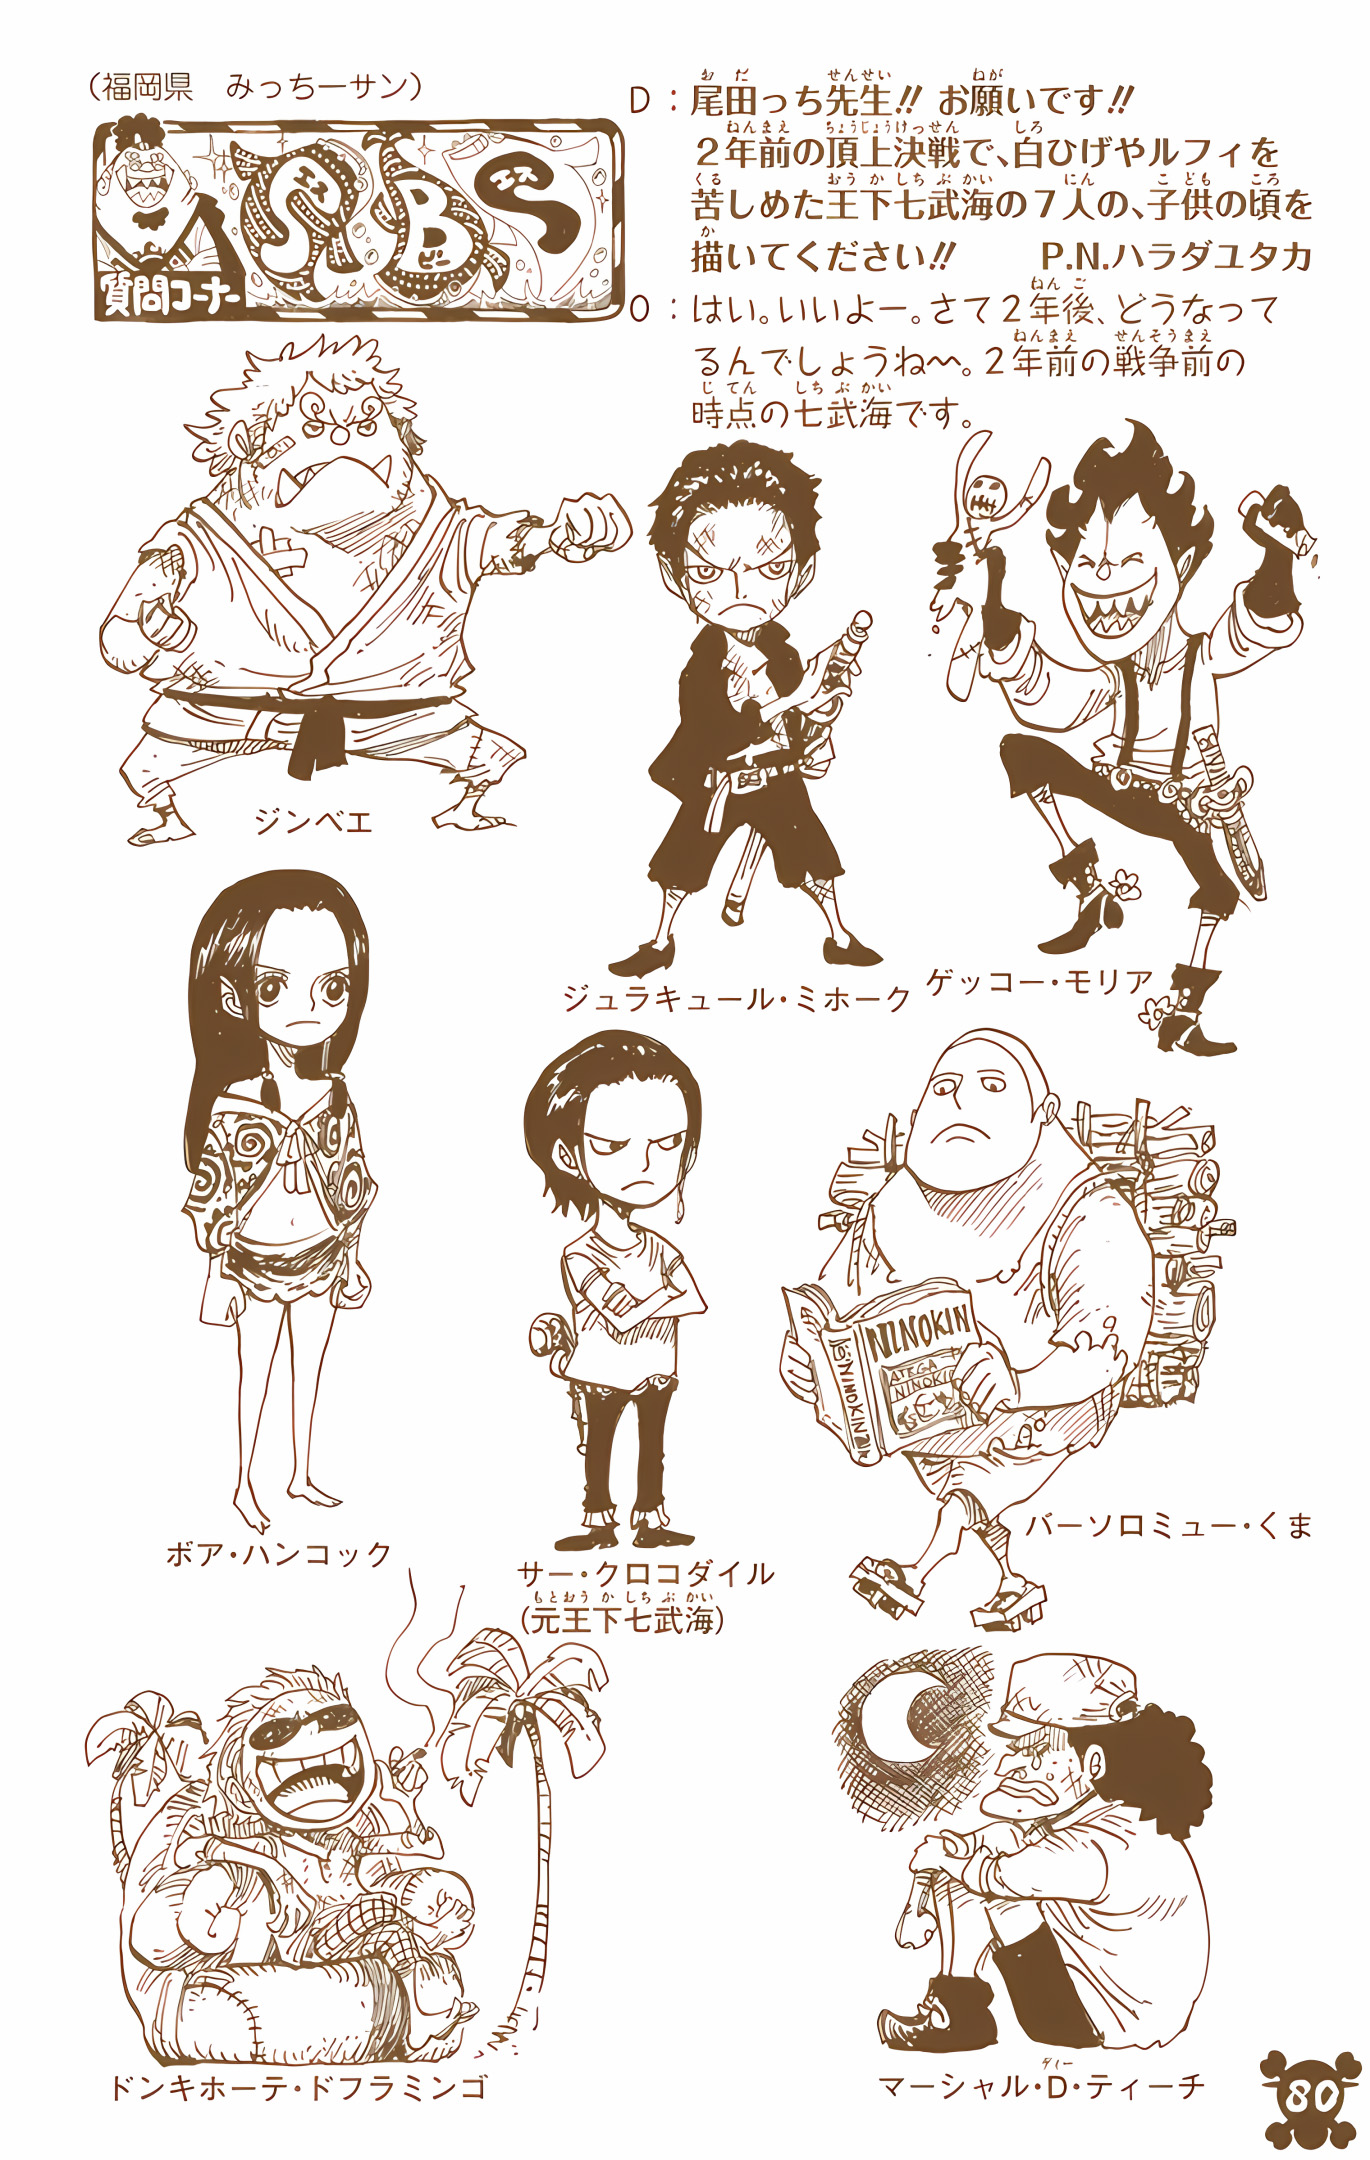 (福岡県　みっちーサン)
SBS
エス ビー エス
質問コーナー
D：尾田っち先生!! お願いです!!
２年前の頂上決戦で、白ひげやルフィを
苦しめた王下七武海の７人の、子供の頃を
描いてください!!　　P.N.ハラダユタカ
O：はい。いいよー。さて２年後、どうなって
るんでしょうね〜。２年前の戦争前の
時点の七武海です。
ジンベエ
ジュラキュール・ミホーク
ゲッコー・モリア
NINOKIN
ATEGA
NINOKIN
NINOKIN
ボア・ハンコック
サー・クロコダイル
(元王下七武海)
バーソロミュー・くま
ドンキホーテ・ドフラミンゴ
マーシャル・D・ティーチ
80